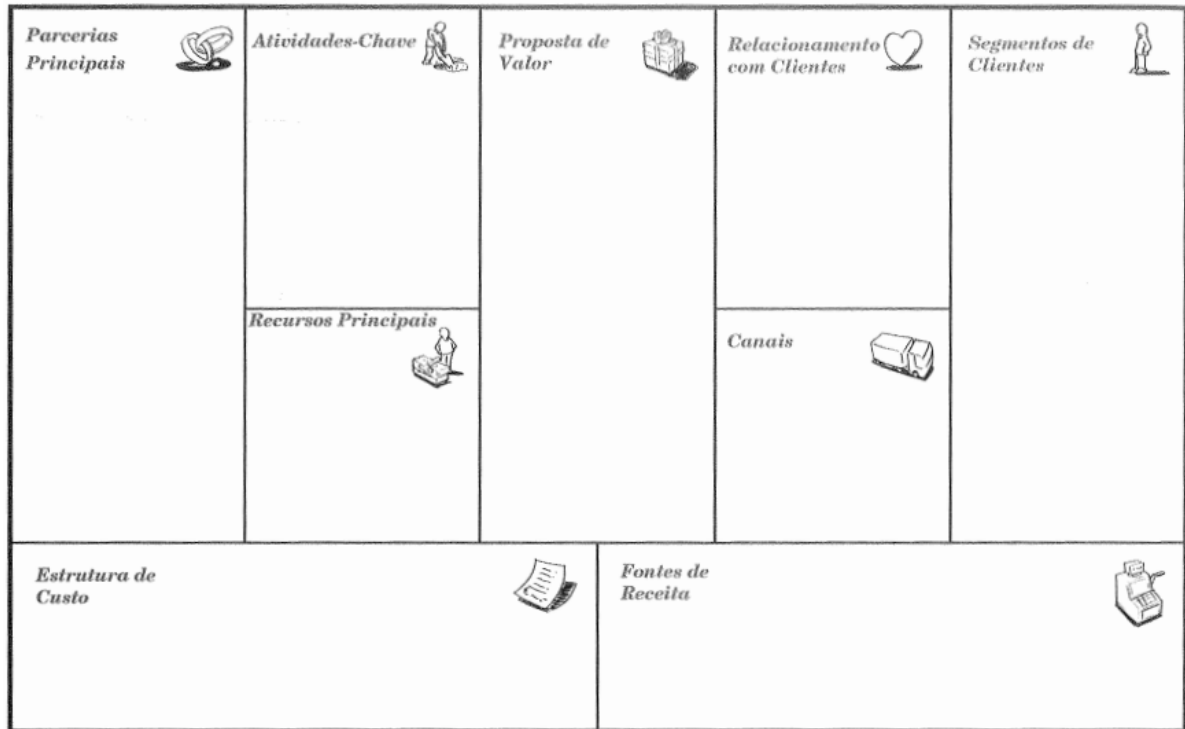 Parcerias
Principais
Atividades-Chave
Proposta de
Valor
Relacionamento
com Clientes
Segmentos de
Clientes
Recursos Principais
Canais
Estrutura de
Custo
Fontes de
Receita